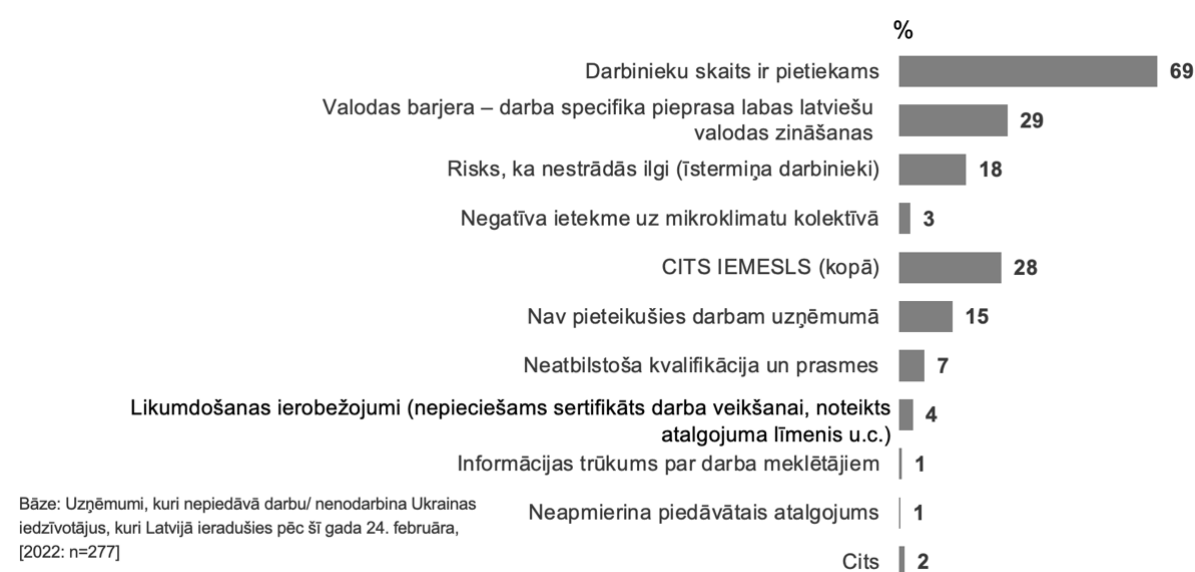 %
Darbinieku skaits ir pietiekams 69
Valodas barjera – darba specifika pieprasa labas latviešu
valodas zināšanas 29
Risks, ka nestrādās ilgi (īstermiņa darbinieki) 18
Negatīva ietekme uz mikroklimatu kolektīvā 3
CITS IEMESLS (kopā) 28
Nav pieteikušies darbam uzņēmumā 15
Neatbilstoša kvalifikācija un prasmes 7
Likumdošanas ierobežojumi (nepieciešams sertifikāts darba veikšanai, noteikts
atalgojuma līmenis u.c.) 4
Informācijas trūkums par darba meklētājiem 1
Neapmierina piedāvātais atalgojums 1
Cits 2
Bāze: Uzņēmumi, kuri nepiedāvā darbu/ nenodarbina Ukrainas
iedzīvotājus, kuri Latvijā ieradušies pēc šī gada 24. februāra,
[2022: n=277]